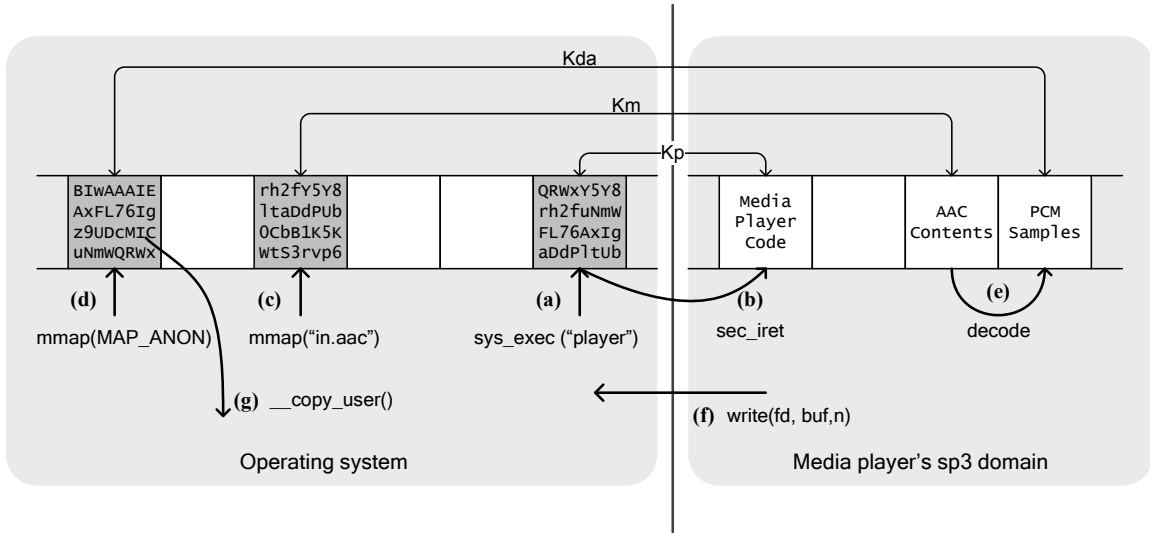 Kda
Km
Kp
BIwAAAIE
AxFL76Ig
z9UDcMIC
uNmWQRWx
rh2fY5Y8
ltaDdPUb
OCbB1K5K
WtS3rvp6
QRWxY5Y8
rh2fuNmW
FL76AxIg
aDdPltUb
Media
Player
Code
AAC
Contents
PCM
Samples
(d)
(c)
(a)
(b)
(e)
mmap(MAP_ANON)
mmap(“in.aac”)
sys_exec (“player”)
sec_iret
decode
(g) __copy_user()
(f) write(fd, buf,n)
Operating system
Media player’s sp3 domain